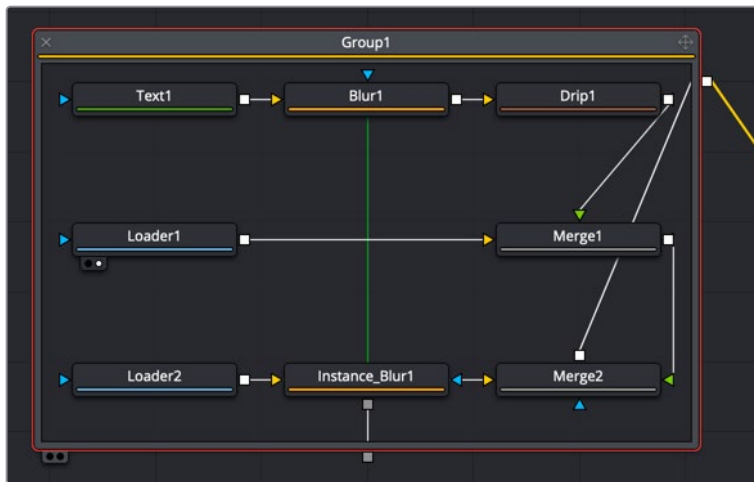 Group1
Text1
Blur1
Drip1
Loader1
Merge1
Loader2
Instance_Blur1
Merge2